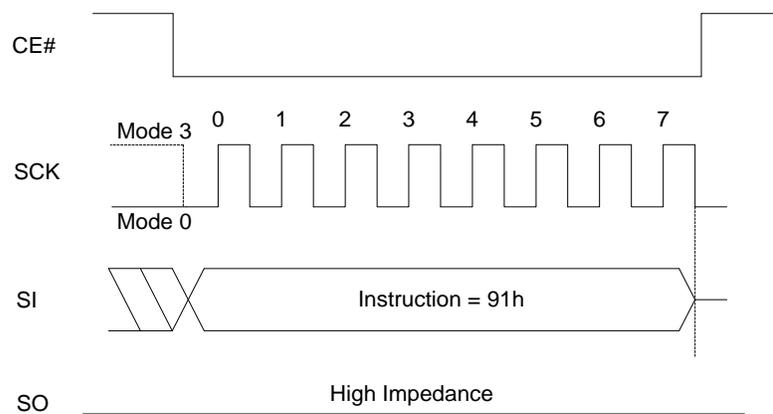 CE#
0 1 2 3 4 5 6 7
Mode 3
SCK
Mode 0
SI
Instruction = 91h
High Impedance
SO